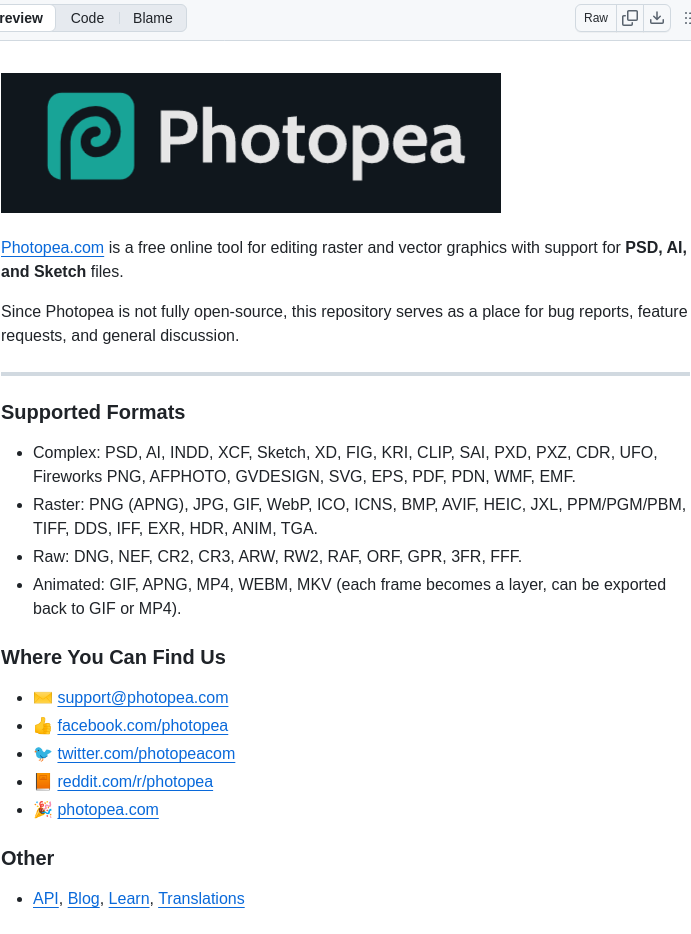 review Code Blame Raw
Photopea
Photopea.com is a free online tool for editing raster and vector graphics with support for PSD, AI,
and Sketch files.
Since Photopea is not fully open-source, this repository serves as a place for bug reports, feature
requests, and general discussion.
Supported Formats
Complex: PSD, AI, INDD, XCF, Sketch, XD, FIG, KRI, CLIP, SAI, PXD, PXZ, CDR, UFO,
Fireworks PNG, AFPHOTO, GVDESIGN, SVG, EPS, PDF, PDN, WMF, EMF.
Raster: PNG (APNG), JPG, GIF, WebP, ICO, ICNS, BMP, AVIF, HEIC, JXL, PPM/PGM/PBM,
TIFF, DDS, IFF, EXR, HDR, ANIM, TGA.
Raw: DNG, NEF, CR2, CR3, ARW, RW2, RAF, ORF, GPR, 3FR, FFF.
Animated: GIF, APNG, MP4, WEBM, MKV (each frame becomes a layer, can be exported
back to GIF or MP4).
Where You Can Find Us
support@photopea.com
facebook.com/photopea
twitter.com/photopeacom
reddit.com/r/photopea
photopea.com
Other
API, Blog, Learn, Translations